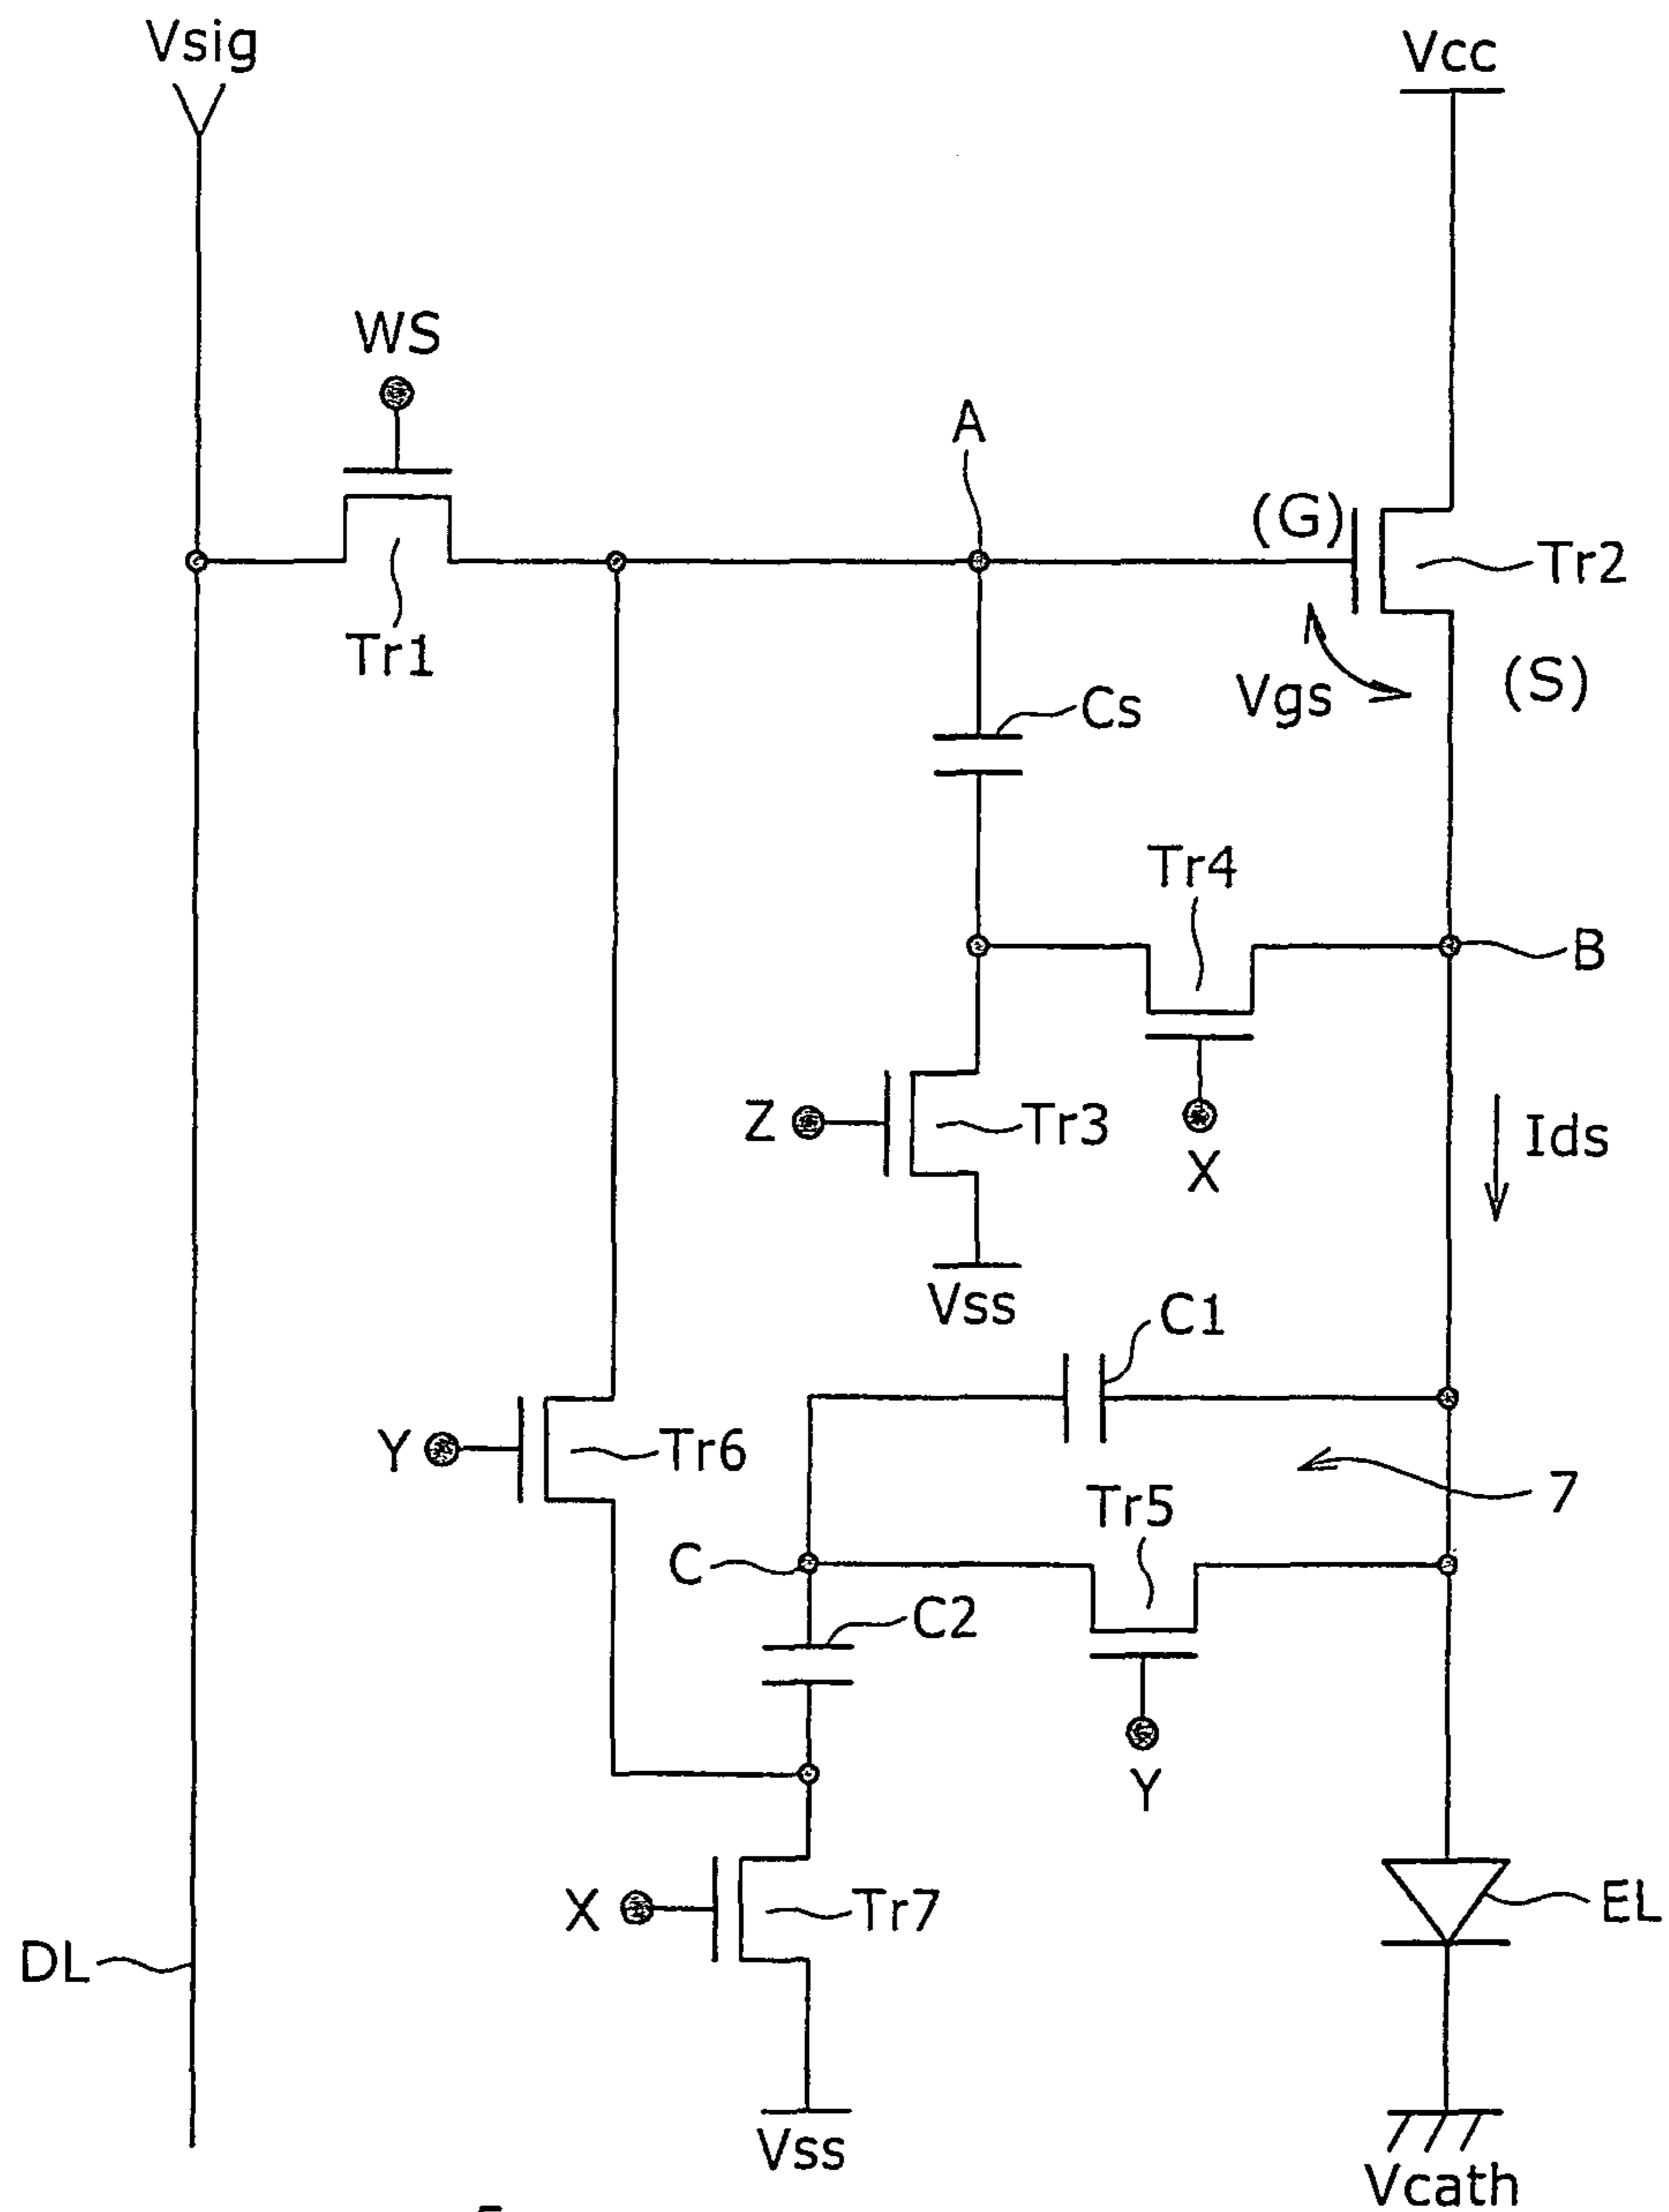 Vsig
Vcc
WS
A
(G)
Tr2
Tr1
Vgs
(S)
Cs
Tr4
B
Z
Tr3
X
Ids
Vss
C1
Y
Tr6
7
Tr5
C
C2
Y
X
Tr7
EL
DL
Vss
Vcath